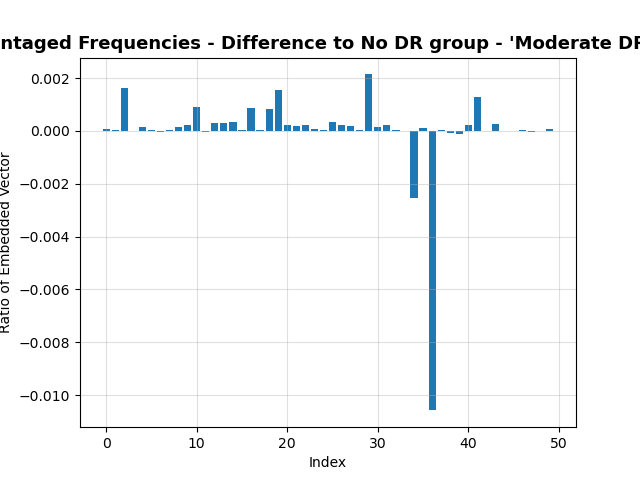 ntaged Frequencies - Difference to No DR group - 'Moderate DR
0.002
0.000
−0.002
−0.004
−0.006
−0.008
−0.010
Ratio of Embedded Vector
0 10 20 30 40 50
Index